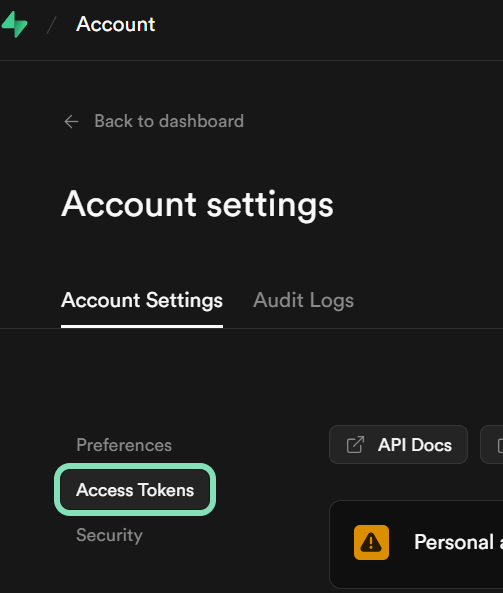 / Account
← Back to dashboard
Account settings
Account Settings Audit Logs
Preferences
API Docs
Access Tokens
Security
Personal